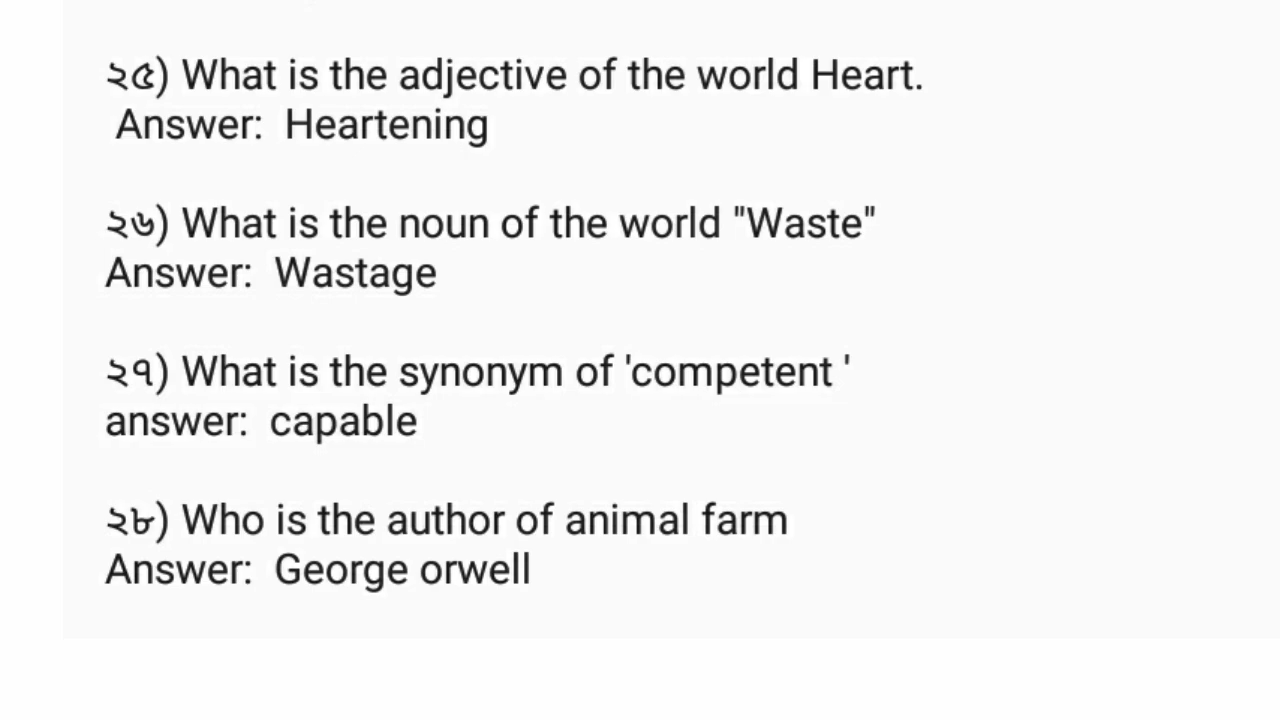 ২৫) What is the adjective of the world Heart.
Answer: Heartening
২৬) What is the noun of the world "Waste"
Answer: Wastage
২৭) What is the synonym of 'competent '
answer: capable
২৮) Who is the author of animal farm
Answer: George orwell